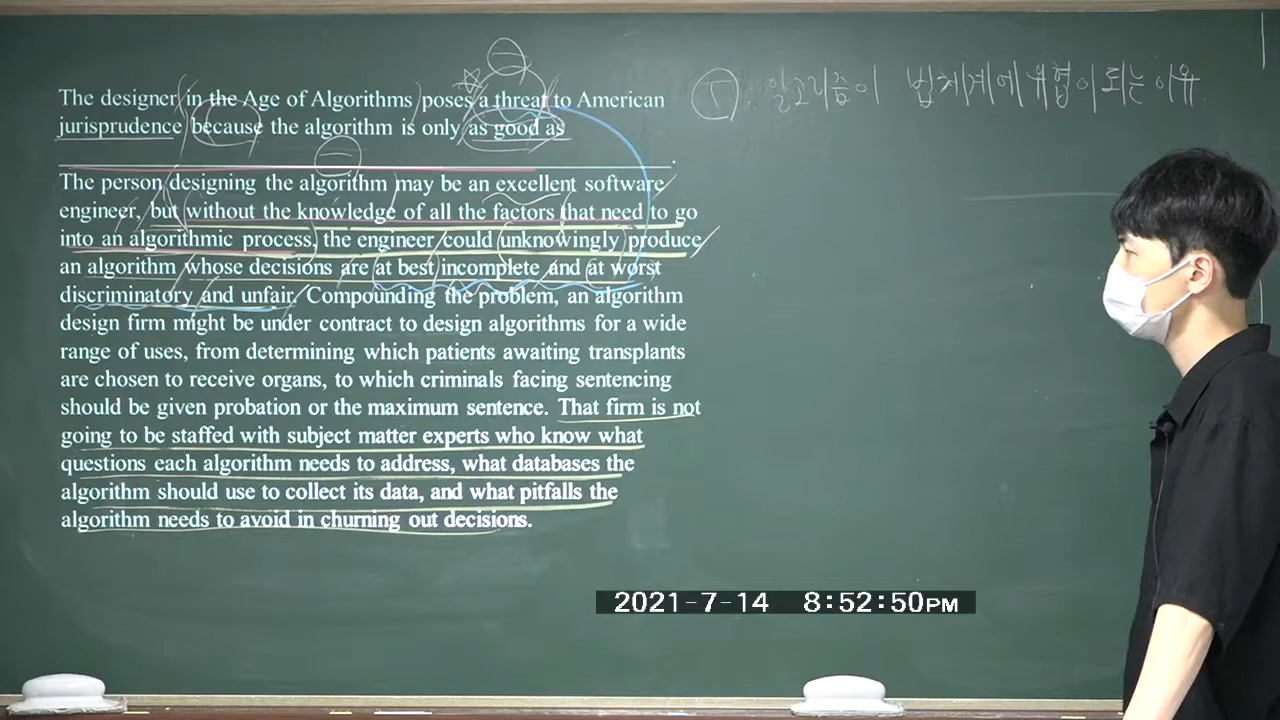 The designer in the Age of Algorithms poses a threat to American
jurisprudence because the algorithm is only as good as
.
The person designing the algorithm may be an excellent software
engineer, but without the knowledge of all the factors that need to go
into an algorithmic process, the engineer could unknowingly produce
an algorithm whose decisions are at best incomplete and at worst
discriminatory and unfair. Compounding the problem, an algorithm
design firm might be under contract to design algorithms for a wide
range of uses, from determining which patients awaiting transplants
are chosen to receive organs, to which criminals facing sentencing
should be given probation or the maximum sentence. That firm is not
going to be staffed with subject matter experts who know what
questions each algorithm needs to address, what databases the
algorithm should use to collect its data, and what pitfalls the
algorithm needs to avoid in churning out decisions.
T 알고리즘이 법체계에 위협이 되는 이유
2021-7-14 8:52:50PM